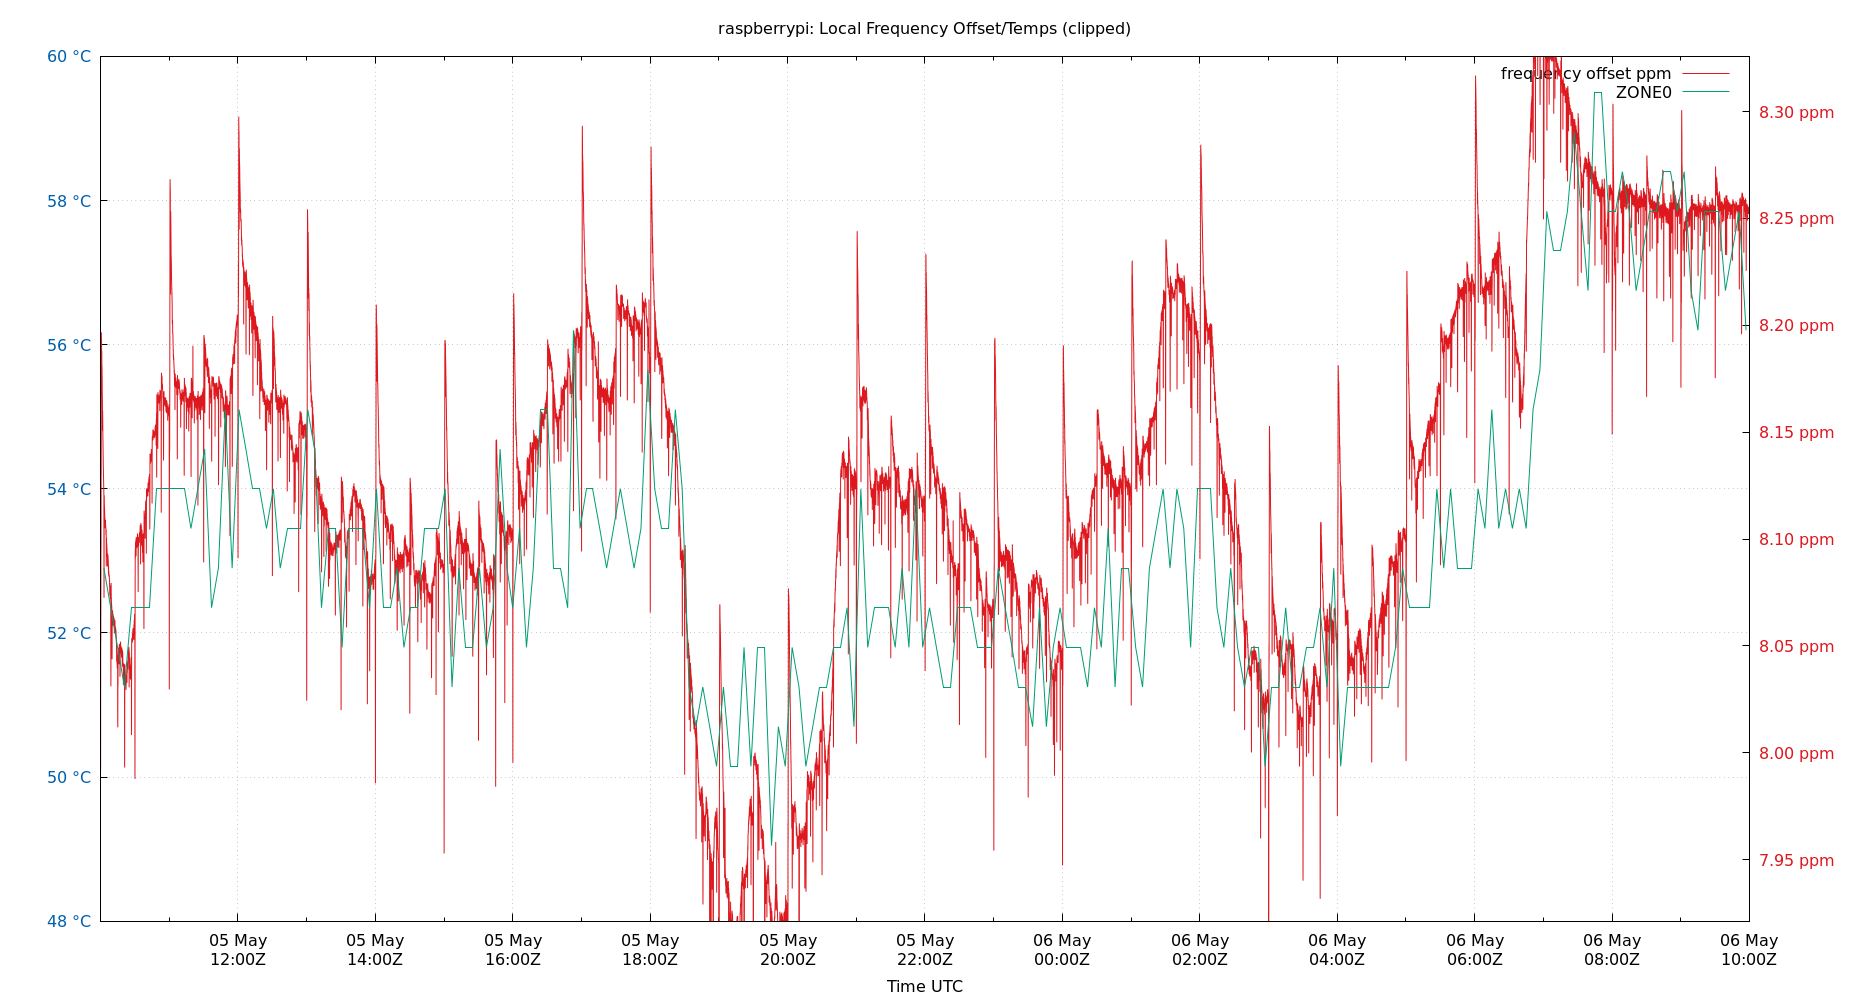 raspberrypi: Local Frequency Offset/Temps (clipped)
60 °C
58 °C
56 °C
54 °C
52 °C
50 °C
48 °C
frequency offset ppm
ZONE0
8.30 ppm
8.25 ppm
8.20 ppm
8.15 ppm
8.10 ppm
8.05 ppm
8.00 ppm
7.95 ppm
05 May 05 May 05 May 05 May 05 May 05 May 06 May 06 May 06 May 06 May 06 May 06 May
12:00Z 14:00Z 16:00Z 18:00Z 20:00Z 22:00Z 00:00Z 02:00Z 04:00Z 06:00Z 08:00Z 10:00Z
Time UTC